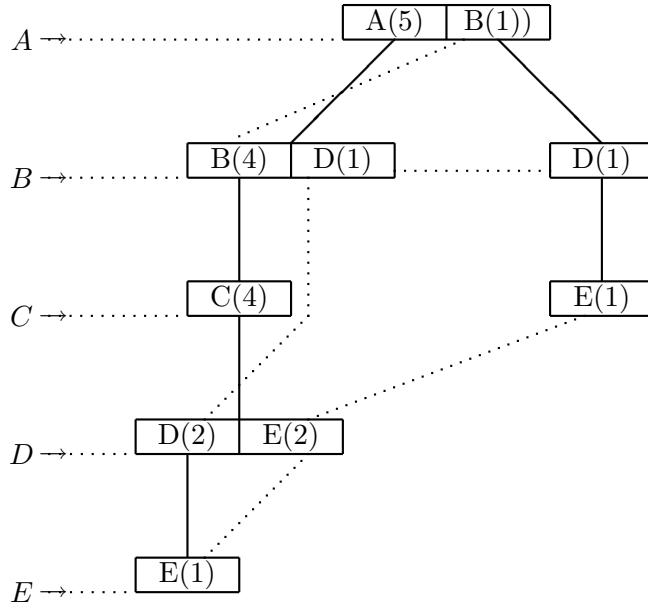 A → A(5) B(1))
B → B(4) D(1) D(1)
C → C(4) E(1)
D → D(2) E(2)
E → E(1)